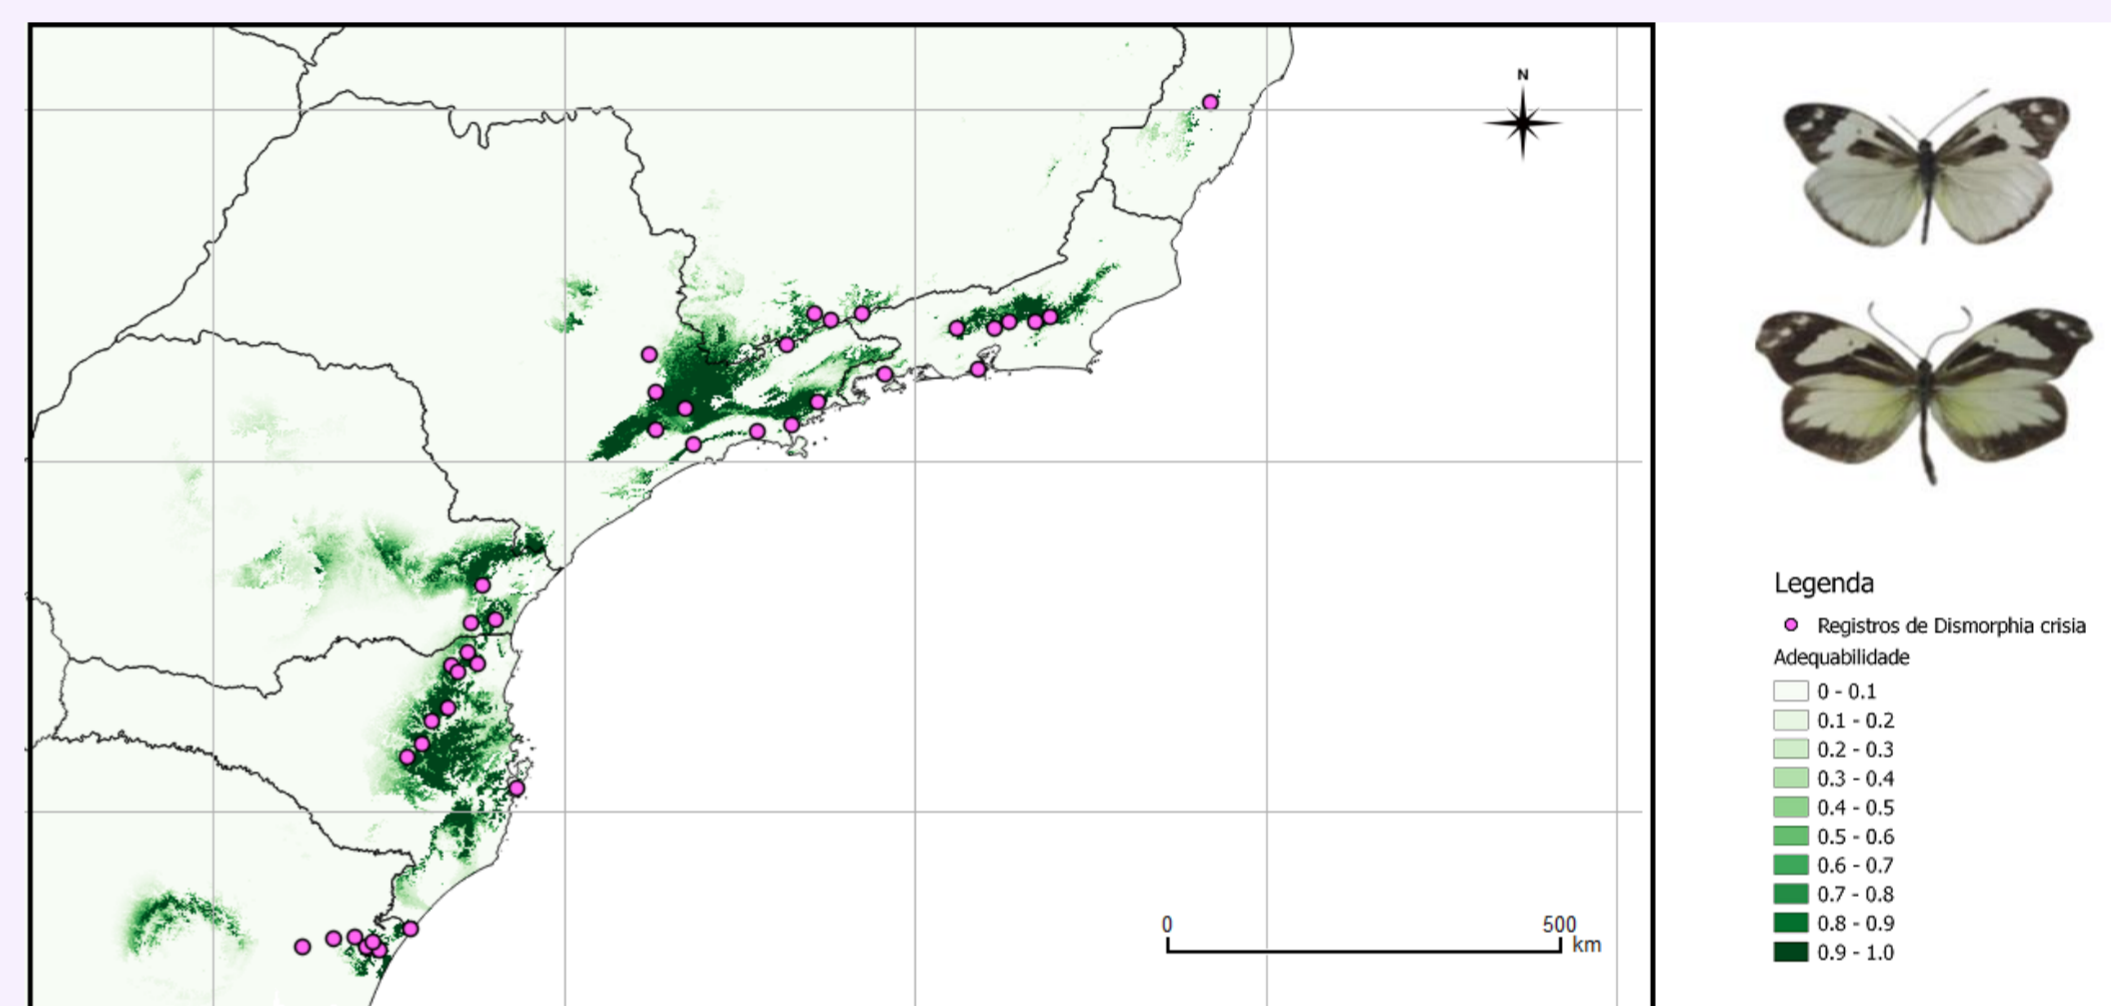 N
0 500
km
Legenda
Registros de Dismorphia crisia
Adequabilidade
0 - 0.1
0.1 - 0.2
0.2 - 0.3
0.3 - 0.4
0.4 - 0.5
0.5 - 0.6
0.6 - 0.7
0.7 - 0.8
0.8 - 0.9
0.9 - 1.0